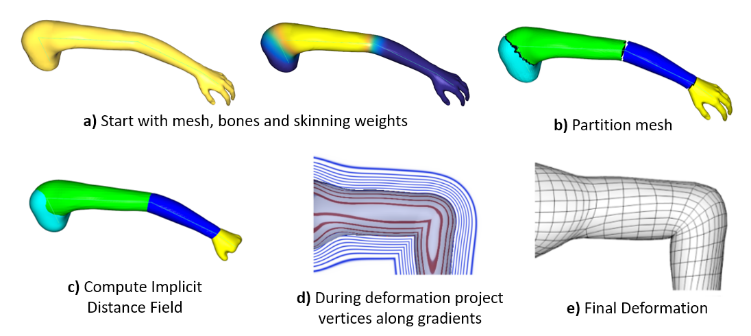 a) Start with mesh, bones and skinning weights
b) Partition mesh
c) Compute Implicit
Distance Field
d) During deformation project
vertices along gradients
e) Final Deformation